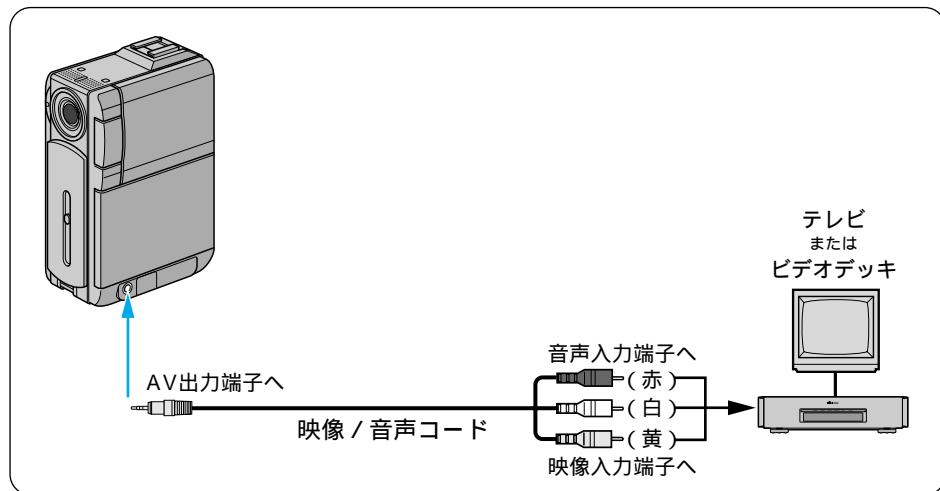 テレビ
または
ビデオデッキ
音声入力端子へ
AV出力端子へ
(赤)
(白)
(黄)
映像 / 音声コード
映像入力端子へ